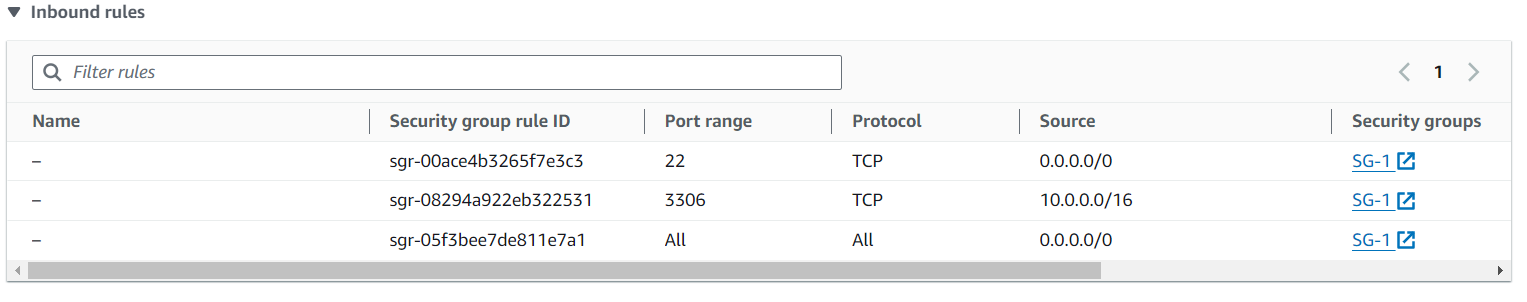 Inbound rules
Filter rules
1
Name Security group rule ID Port range Protocol Source Security groups
– sgr-00ace4b3265f7e3c3 22 TCP 0.0.0.0/0 SG-1
– sgr-08294a922eb322531 3306 TCP 10.0.0.0/16 SG-1
– sgr-05f3bee7de811e7a1 All All 0.0.0.0/0 SG-1